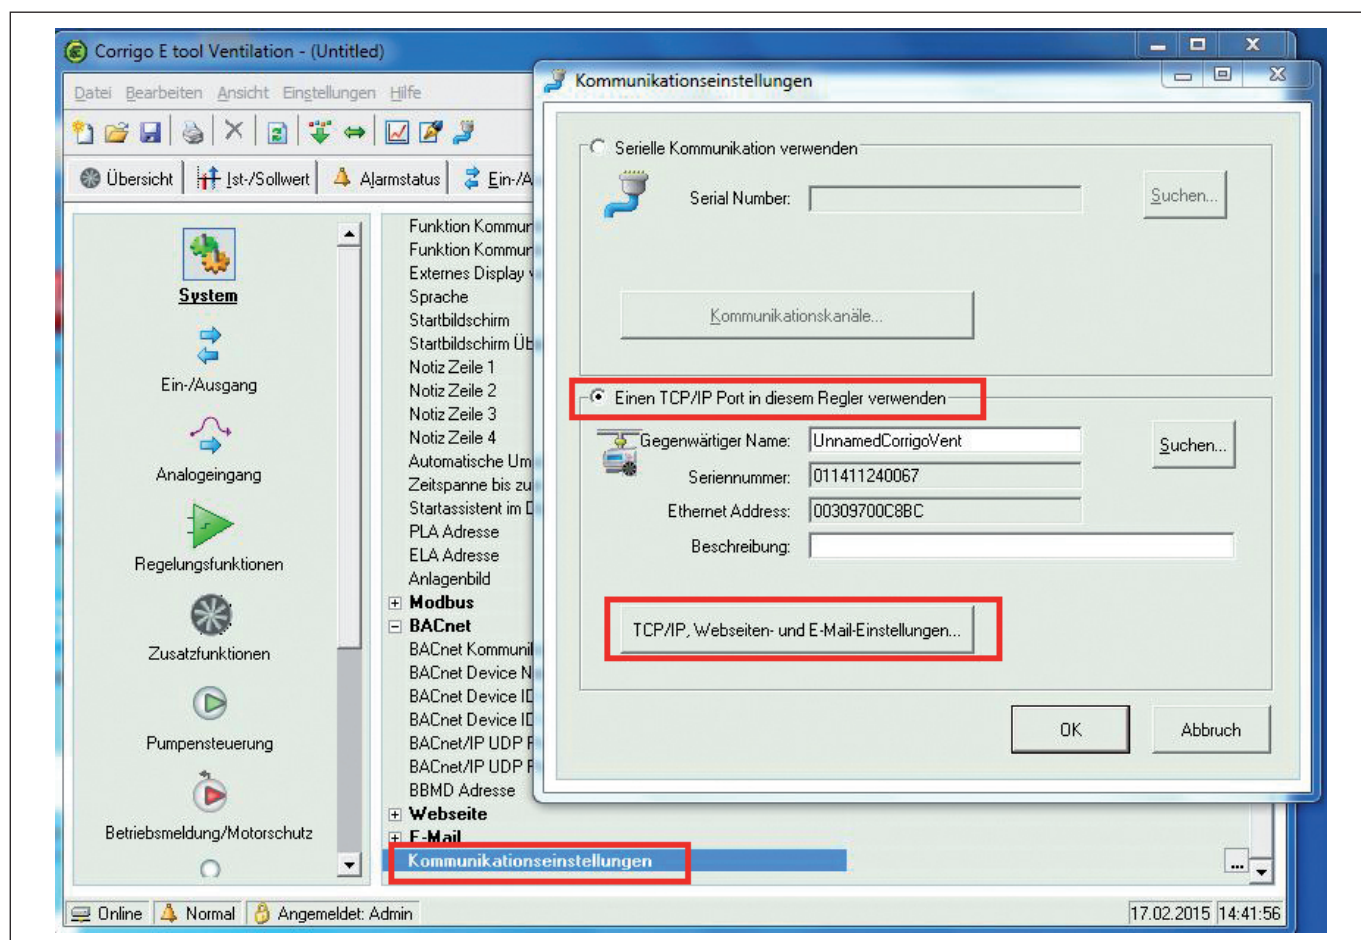 Corrigo E tool Ventilation - (Untitled)
Datei Bearbeiten Ansicht Einstellungen Hilfe
Übersicht Ist-/Sollwert Alarmstatus Ein-/A
System
Ein-/Ausgang
Analogeingang
Regelungsfunktionen
Zusatzfunktionen
Pumpensteuerung
Betriebsmeldung/Motorschutz
Funktion Kommun
Funktion Kommun
Externes Display
Sprache
Startbildschirm
Startbildschirm Üb
Notiz Zeile 1
Notiz Zeile 2
Notiz Zeile 3
Notiz Zeile 4
Automatische Um
Zeitspanne bis zu
Startassistent im D
PLA Adresse
ELA Adresse
Anlagenbild
Modbus
BACnet
BACnet Kommuni
BACnet Device N
BACnet Device ID
BACnet Device ID
BACnet/IP UDP P
BACnet/IP UDP P
BBMD Adresse
Webseite
E-Mail
Kommunikationseinstellungen
...
Kommunikationseinstellungen
Serielle Kommunikation verwenden
Serial Number: Suchen...
Kommunikationskanäle...
Einen TCP/IP Port in diesem Regler verwenden
Gegenwärtiger Name: UnnamedCorrigoVent Suchen...
Seriennummer: 011411240067
Ethernet Address: 00309700C8BC
Beschreibung:
TCP/IP, Webseiten- und E-Mail-Einstellungen...
OK Abbruch
Online Normal Angemeldet: Admin 17.02.2015 14:41:56